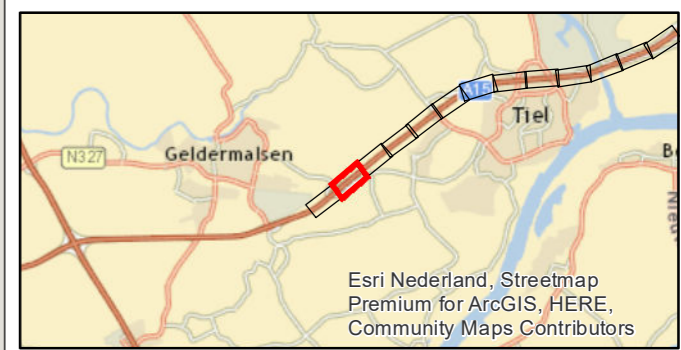 A15
Tiel
N327
Geldermalsen
Esri Nederland, Streetmap
Premium for ArcGIS, HERE,
Community Maps Contributors